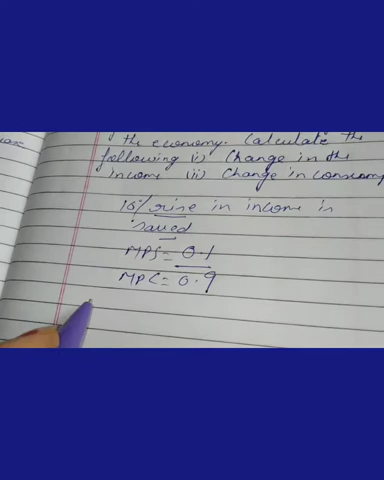 the economy. Calculate the
following (i) Change in the
income (ii) Change in consump
10% rise in income is
saved
MPS = 0.1
MPC = 0.9